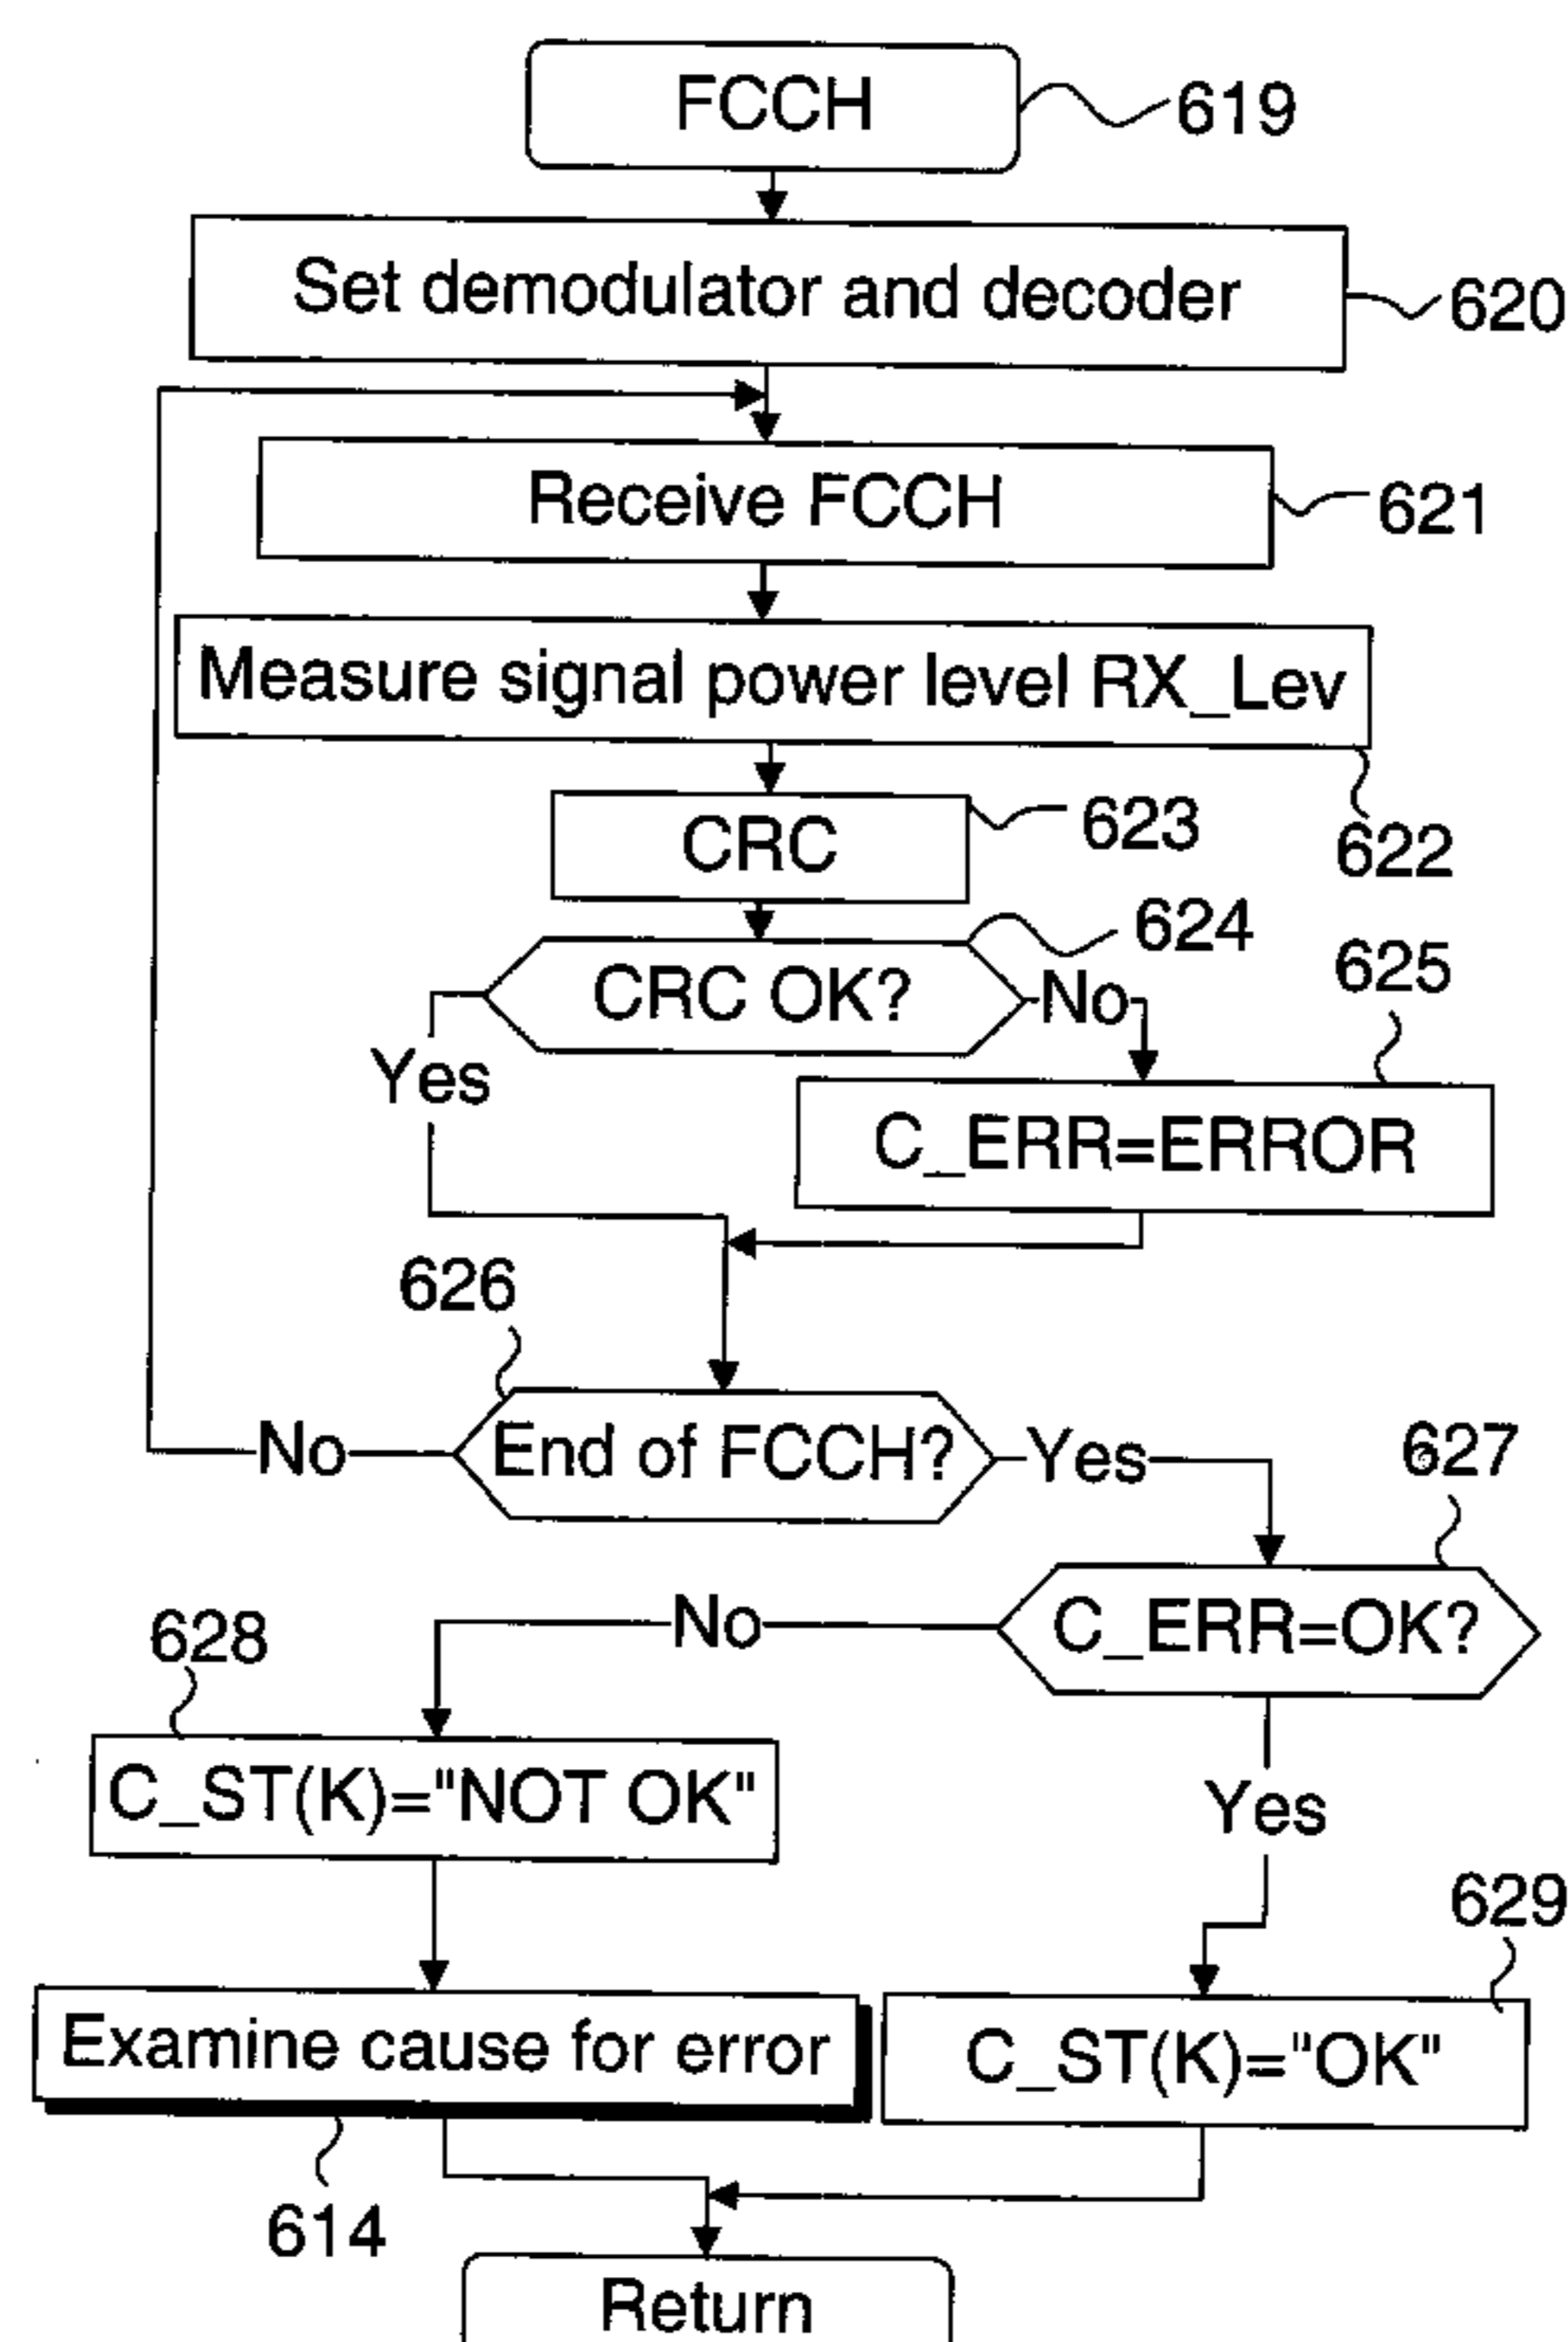 FCCH
619
Set demodulator and decoder
620
Receive FCCH
621
Measure signal power level RX_Lev
622
CRC
623
CRC OK?
624
No
625
Yes
C_ERR=ERROR
626
End of FCCH?
No
Yes
627
C_ERR=OK?
No
628
C_ST(K)="NOT OK"
Yes
629
Examine cause for error
C_ST(K)="OK"
614
Return